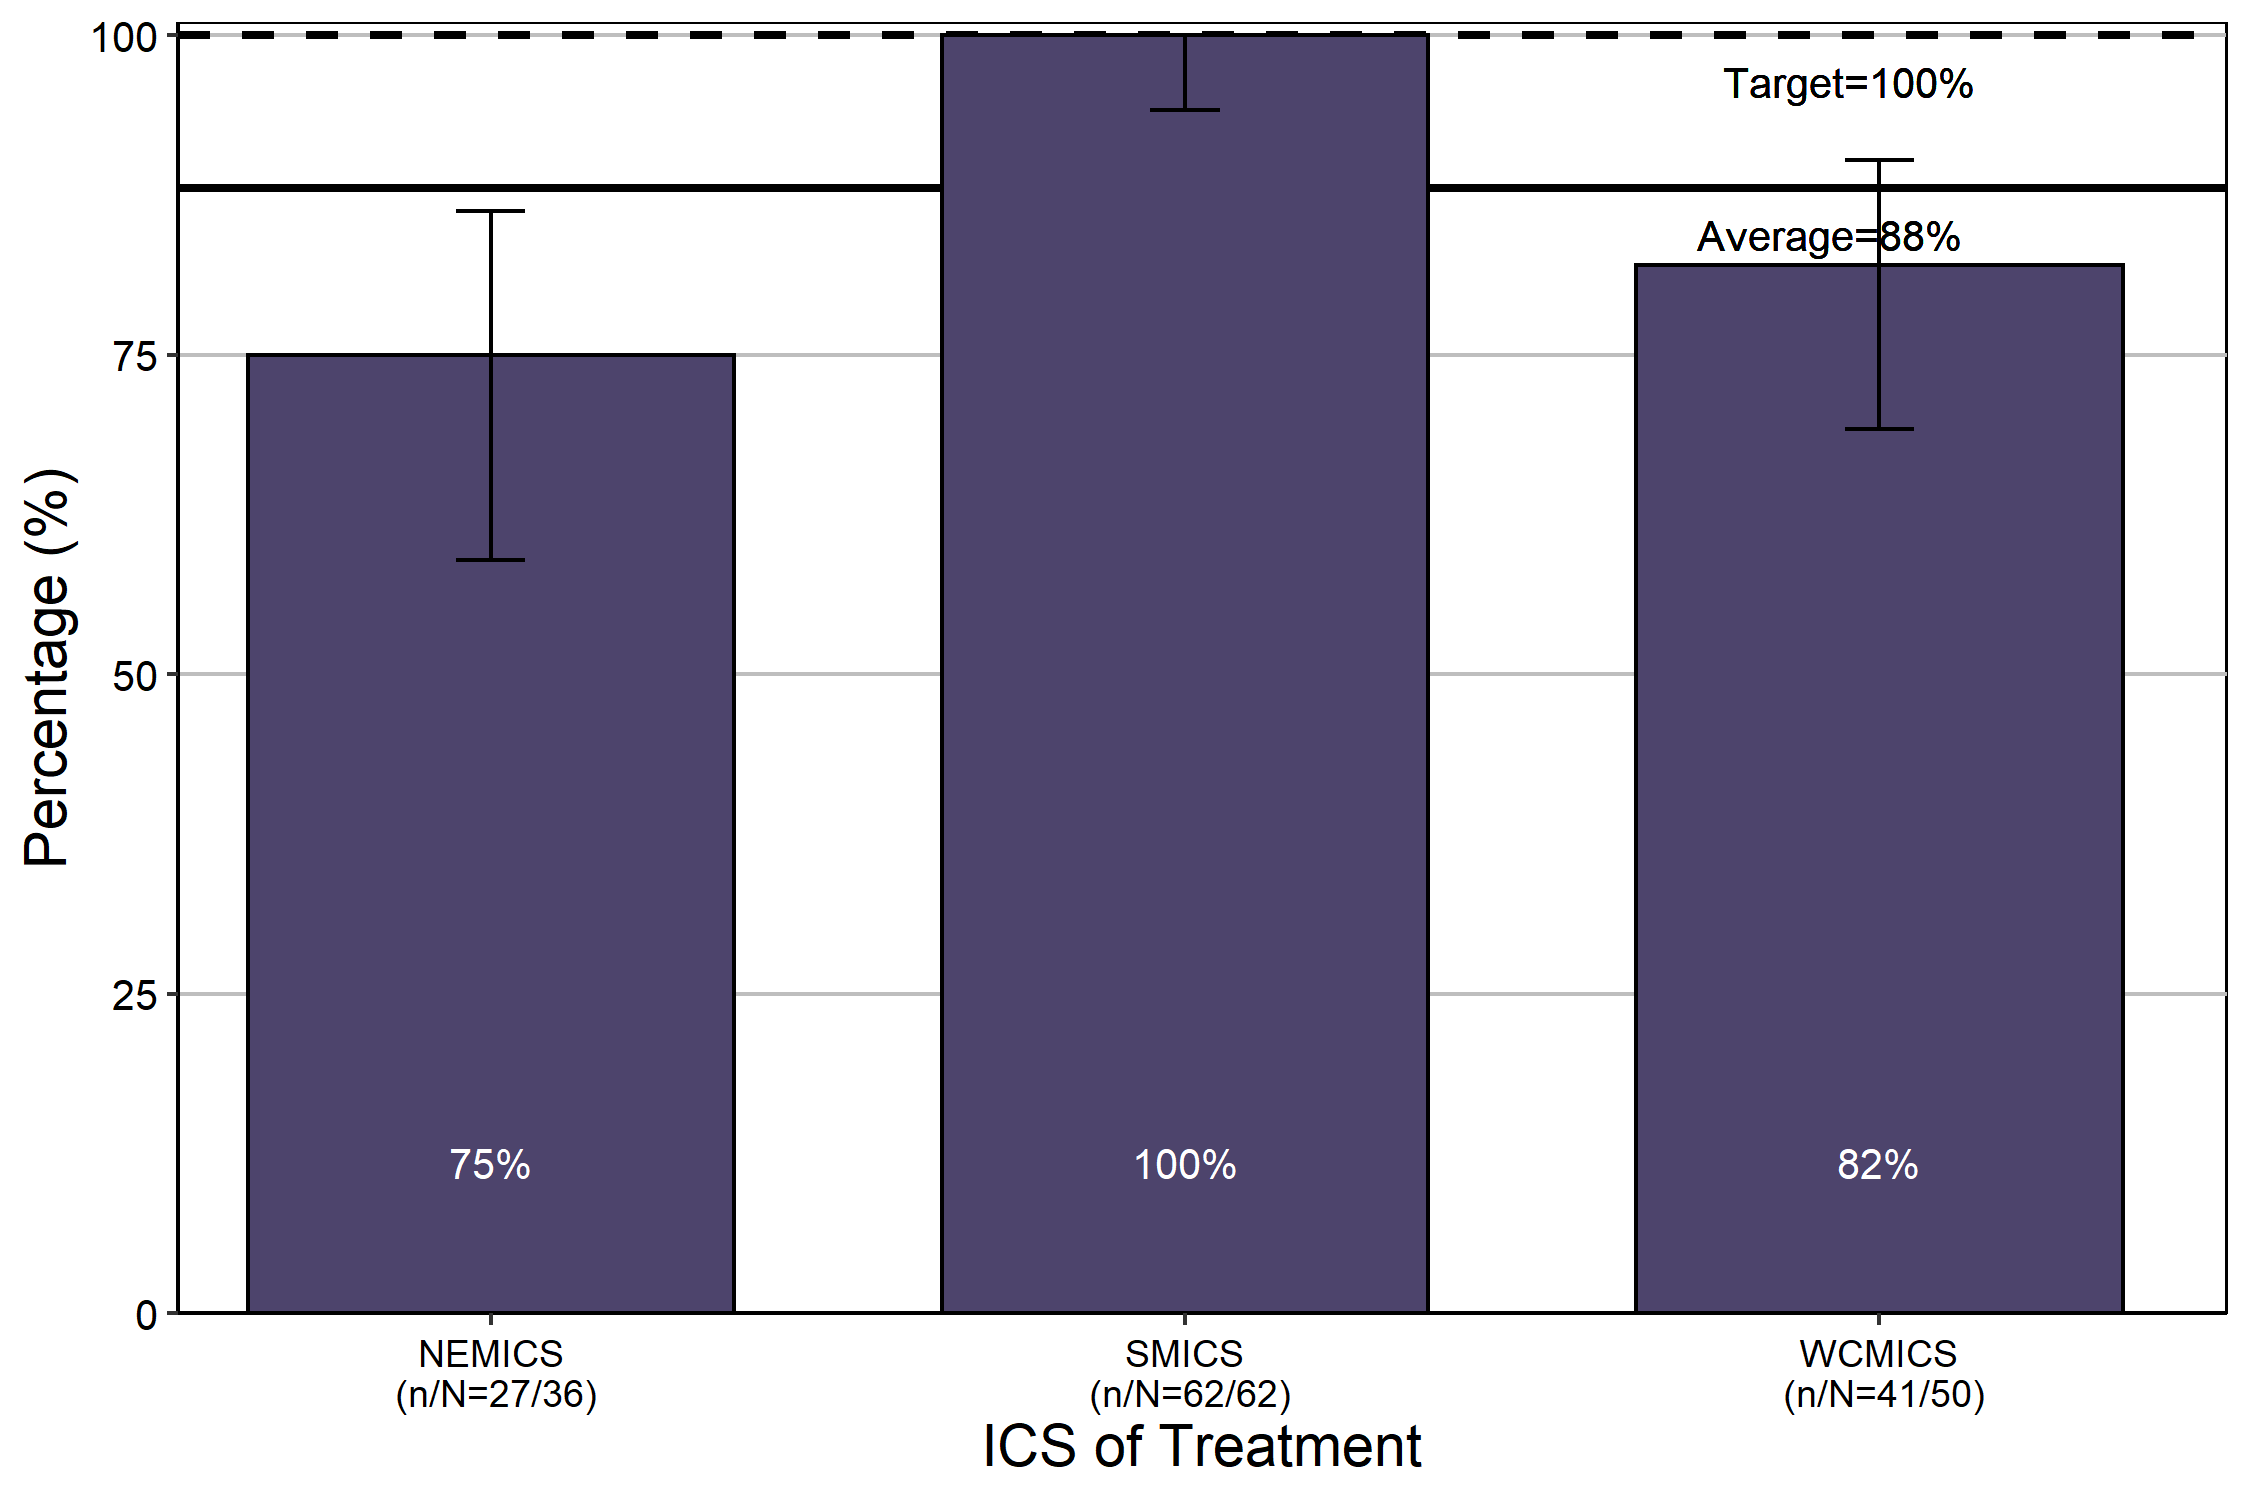 Percentage (%)
100
75
50
25
0
Target=100%
Average=88%
75%
100%
82%
NEMICS
(n/N=27/36)
SMICS
(n/N=62/62)
WCMICS
(n/N=41/50)
ICS of Treatment